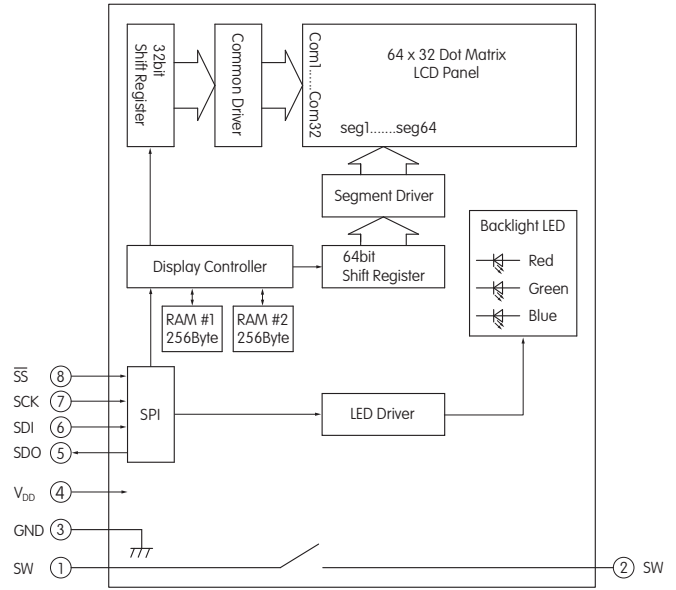 32bit
Shift Register
Common Driver
Com1......Com32
64 x 32 Dot Matrix
LCD Panel
seg1.......seg64
Segment Driver
Backlight LED
Red
Green
Blue
Display Controller
64bit
Shift Register
RAM #1
256Byte
RAM #2
256Byte
SS 8
SCK 7
SDI 6
SDO 5
SPI
LED Driver
VDD 4
GND 3
SW 1
2 SW